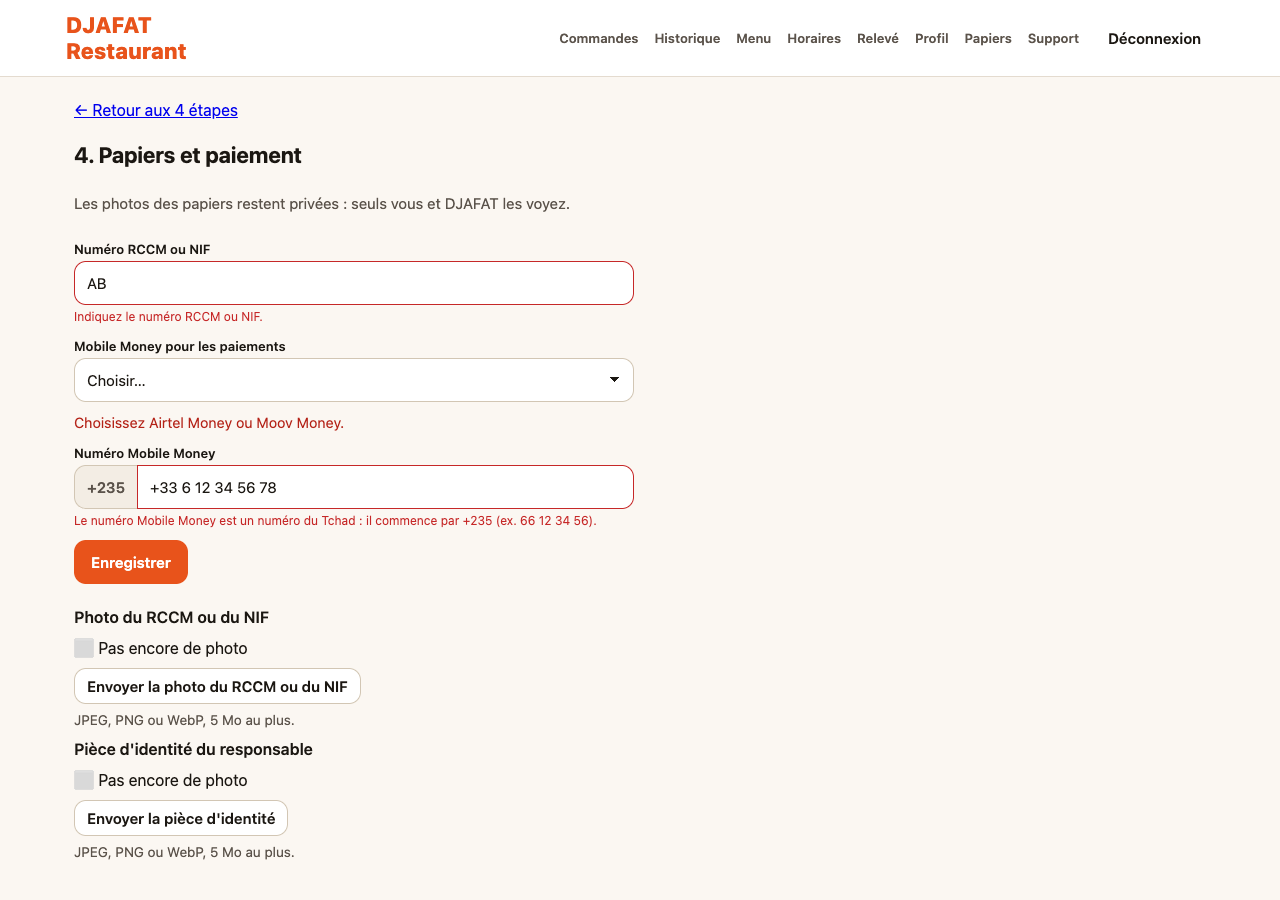 DJAFAT
Restaurant
Commandes Historique Menu Horaires Relevé Profil Papiers Support Déconnexion
← Retour aux 4 étapes
4. Papiers et paiement
Les photos des papiers restent privées : seuls vous et DJAFAT les voyez.
Numéro RCCM ou NIF
AB
Indiquez le numéro RCCM ou NIF.
Mobile Money pour les paiements
Choisir...
Choisissez Airtel Money ou Moov Money.
Numéro Mobile Money
+235 +33 6 12 34 56 78
Le numéro Mobile Money est un numéro du Tchad : il commence par +235 (ex. 66 12 34 56).
Enregistrer
Photo du RCCM ou du NIF
Pas encore de photo
Envoyer la photo du RCCM ou du NIF
JPEG, PNG ou WebP, 5 Mo au plus.
Pièce d'identité du responsable
Pas encore de photo
Envoyer la pièce d'identité
JPEG, PNG ou WebP, 5 Mo au plus.